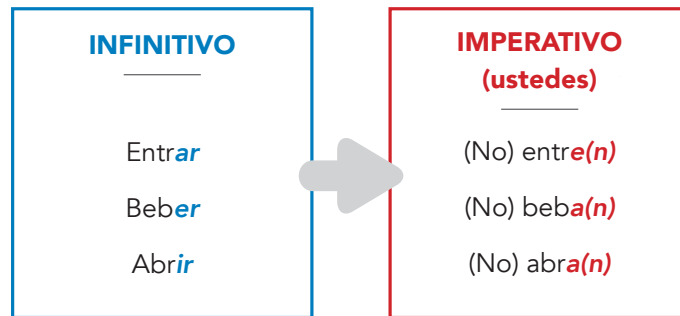 INFINITIVO
Entrar
Beber
Abrir
IMPERATIVO
(ustedes)
(No) entre(n)
(No) beba(n)
(No) abra(n)